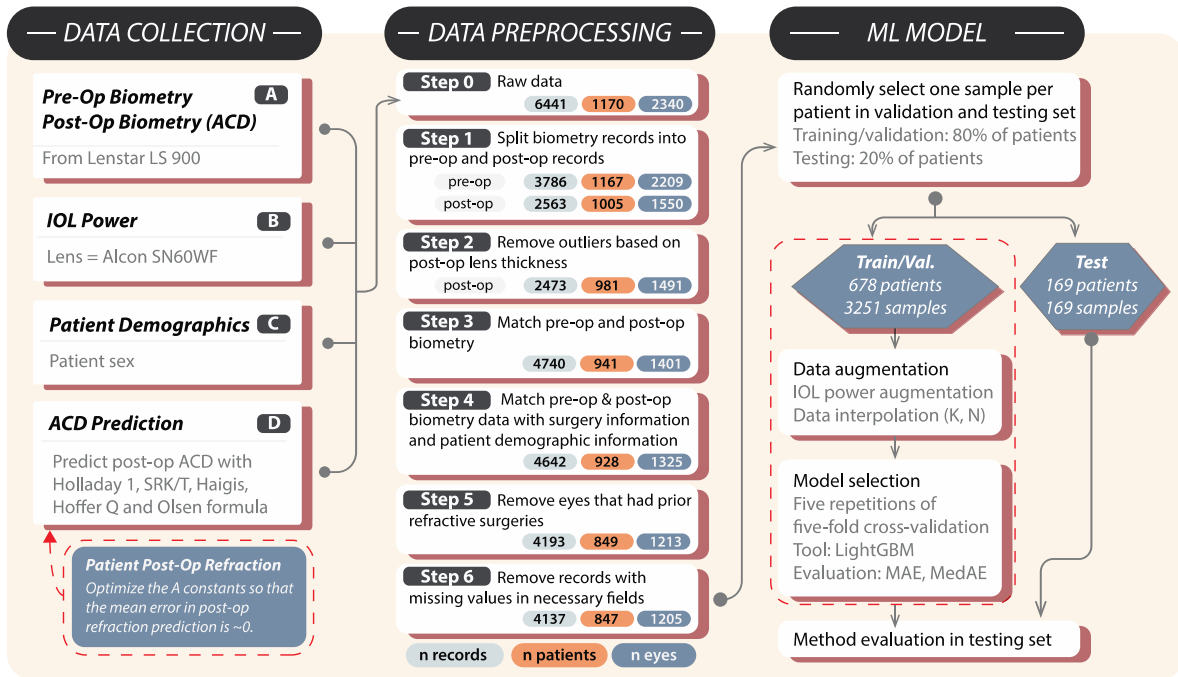 DATA COLLECTION
Pre-Op Biometry A
Post-Op Biometry (ACD)
From Lenstar LS 900
IOL Power B
Lens = Alcon SN60WF
Patient Demographics C
Patient sex
ACD Prediction D
Predict post-op ACD with
Holladay 1, SRK/T, Haigis,
Hoffer Q and Olsen formula
Patient Post-Op Refraction
Optimize the A constants so that
the mean error in post-op
refraction prediction is ~0.
DATA PREPROCESSING
Step 0 Raw data
6441 1170 2340
Step 1 Split biometry records into
pre-op and post-op records
pre-op 3786 1167 2209
post-op 2563 1005 1550
Step 2 Remove outliers based on
post-op lens thickness
post-op 2473 981 1491
Step 3 Match pre-op and post-op
biometry
4740 941 1401
Step 4 Match pre-op & post-op
biometry data with surgery information
and patient demographic information
4642 928 1325
Step 5 Remove eyes that had prior
refractive surgeries
4193 849 1213
Step 6 Remove records with
missing values in necessary fields
4137 847 1205
n records n patients n eyes
ML MODEL
Randomly select one sample per
patient in validation and testing set
Training/validation: 80% of patients
Testing: 20% of patients
Train/Val.
678 patients
3251 samples
Test
169 patients
169 samples
Data augmentation
IOL power augmentation
Data interpolation (K, N)
Model selection
Five repetitions of
five-fold cross-validation
Tool: LightGBM
Evaluation: MAE, MedAE
Method evaluation in testing set